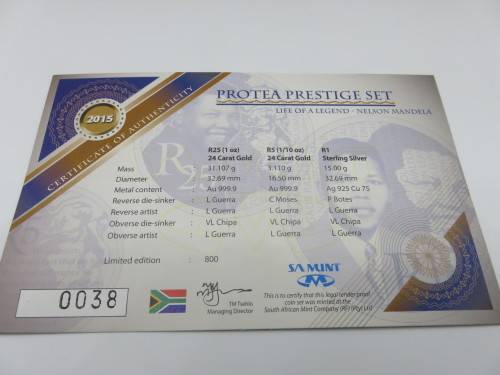 PROTEA PRESTIGE SET
LIFE OF A LEGEND - NELSON MANDELA
2015
CERTIFICATE OF AUTHENTICITY
R25
R25 (1 oz) R5 (1/10 oz) R1
24 Carat Gold 24 Carat Gold Sterling Silver
Mass : 31.107 g 3.110 g 15.00 g
Diameter : 32.69 mm 16.50 mm 32.69 mm
Metal content : Au 999.9 Au 999.9 Ag 925 Cu 75
Reverse die-sinker : L Guerra C Moses P Botes
Reverse artist : L Guerra L Guerra L Guerra
Obverse die-sinker : VL Chipa VL Chipa VL Chipa
Obverse artist : L Guerra L Guerra L Guerra
Limited edition : 800
0038
TM Tsehlo
Managing Director
SA MINT
This is to certify that this legal tender proof
coin set was minted at the
South African Mint Company (RF) (Pty) Ltd